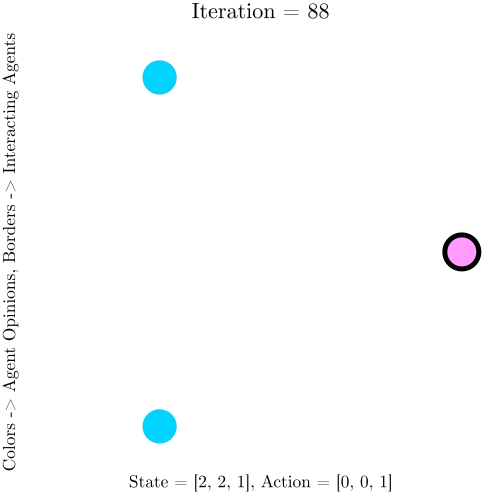 Iteration = 88
Colors -> Agent Opinions, Borders -> Interacting Agents
State = [2, 2, 1], Action = [0, 0, 1]